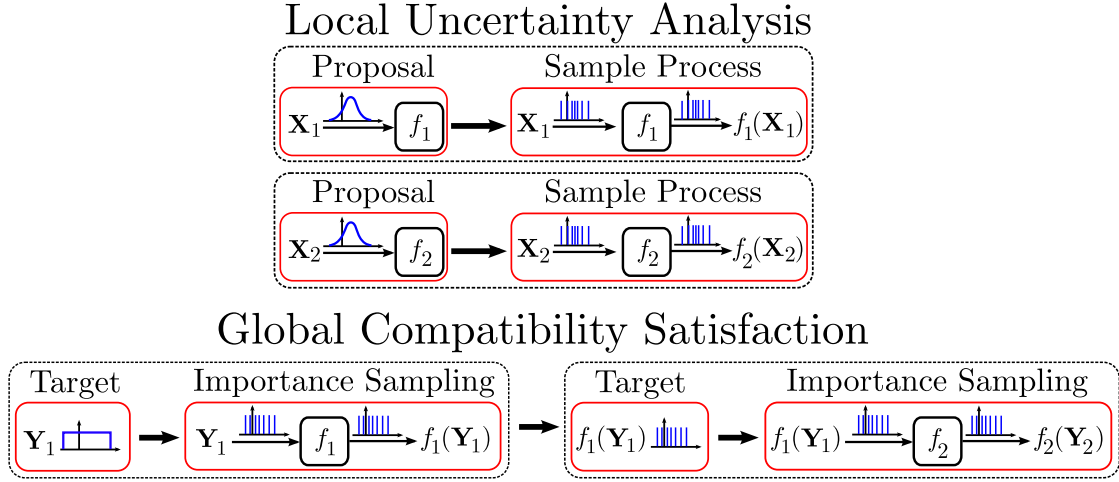 Local Uncertainty Analysis
Proposal Sample Process
X₁ f₁ X₁ f₁ f₁(X₁)
Proposal Sample Process
X₂ f₂ X₂ f₂ f₂(X₂)
Global Compatibility Satisfaction
Target Importance Sampling Target Importance Sampling
Y₁ Y₁ f₁ f₁(Y₁) f₁(Y₁) f₁(Y₁) f₂ f₂(Y₂)